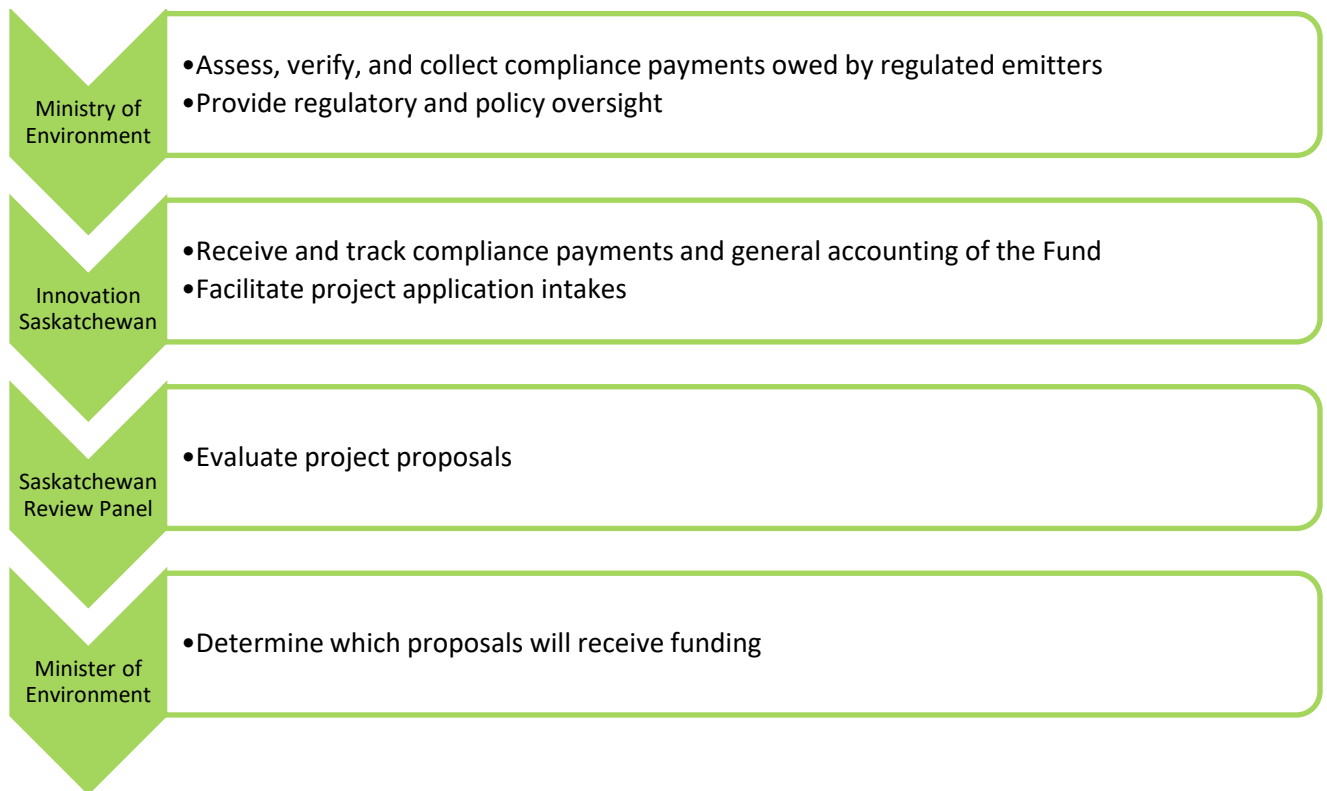 Ministry of
Environment
•Assess, verify, and collect compliance payments owed by regulated emitters
•Provide regulatory and policy oversight
Innovation
Saskatchewan
•Receive and track compliance payments and general accounting of the Fund
•Facilitate project application intakes
Saskatchewan
Review Panel
•Evaluate project proposals
Minister of
Environment
•Determine which proposals will receive funding